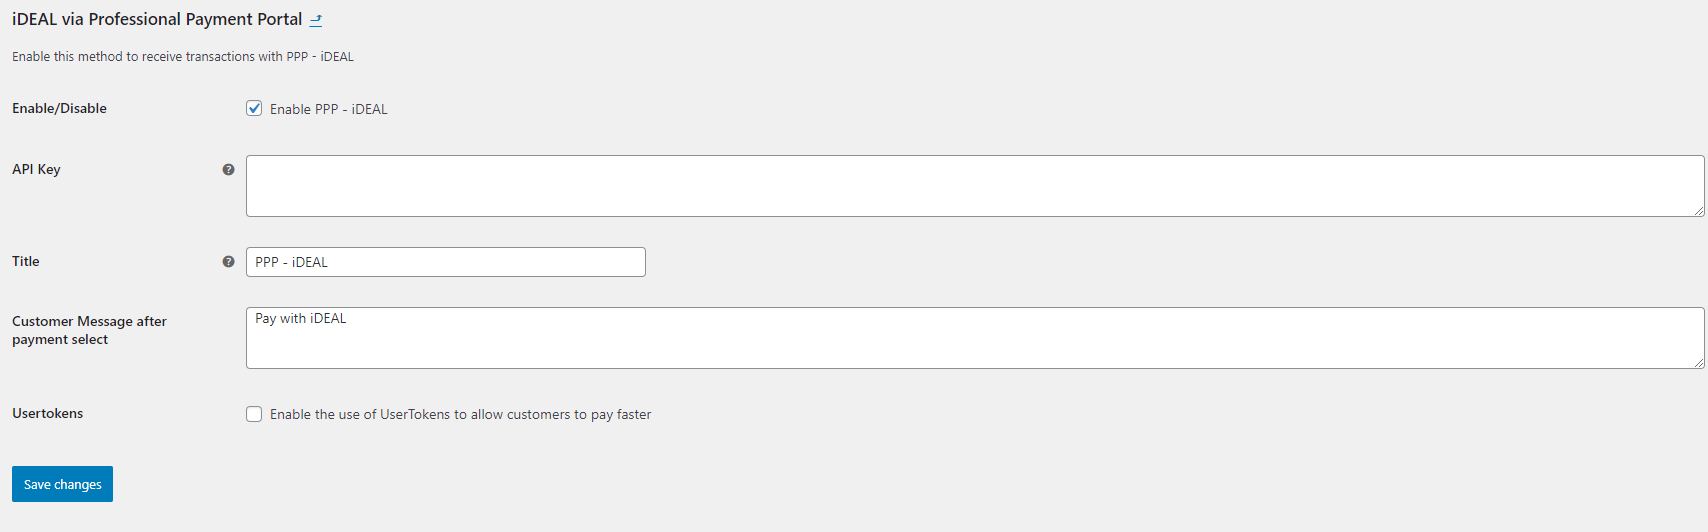 iDEAL via Professional Payment Portal
Enable this method to receive transactions with PPP - iDEAL
Enable/Disable
Enable PPP - iDEAL
API Key
Title
PPP - iDEAL
Customer Message after
payment select
Pay with iDEAL
Usertokens
Enable the use of UserTokens to allow customers to pay faster
Save changes